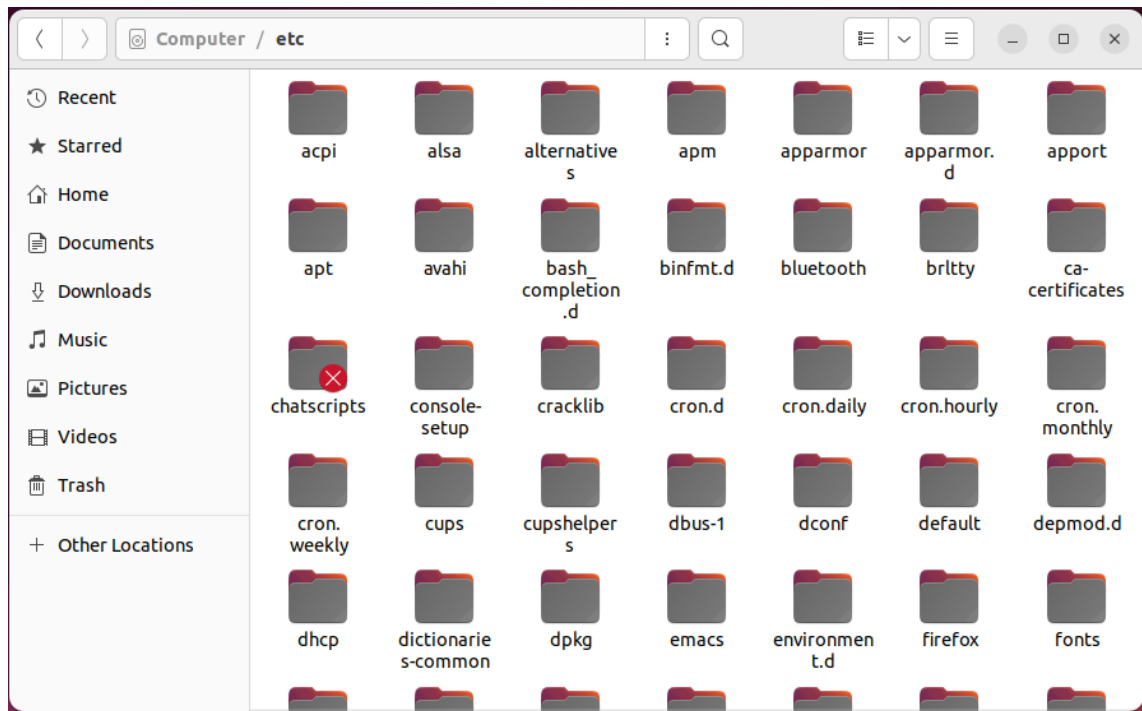 Computer / etc
Recent
Starred
Home
Documents
Downloads
Music
Pictures
Videos
Trash
Other Locations
acpi alsa alternative apm apparmor apparmor. apport
s d
apt avahi bash_ binfmt.d bluetooth brltty ca-
completion certificates
.d
chatscripts console- cracklib cron.d cron.daily cron.hourly cron.
setup monthly
cron. cups cupshelper dbus-1 dconf default depmod.d
weekly s
dhcp dictionarie dpkg emacs environmen firefox fonts
s-common t.d